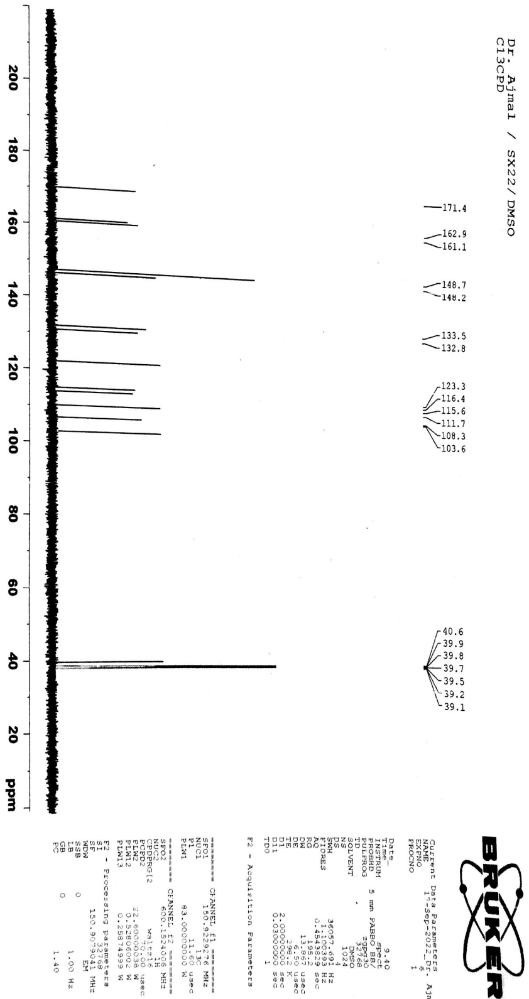 Dr. Ajmal / SX22/DMSO
C13CPD
171.4
162.9
161.1
148.7
148.2
133.5
132.8
123.3
116.4
115.6
111.7
108.3
103.6
40.6
39.9
39.8
39.7
39.5
39.2
39.1
200 180 160 140 120 100 80 60 40 20 ppm
BRUKER
Current Data Parameters
NAME 17-Sep-2022_Dr. Ajm
EXPNO 6
PROCNO 1
F2 - Acquisition Parameters
Date_
Time 9.40
INSTRUM spect
PROBHD 5 mm PABBO BB/
PULPROG zgpg30
TD 32768
SOLVENT DMSO
NS 1024
DS 4
SWH 36057.691 Hz
FIDRES 1.100393 Hz
AQ 0.4543829 sec
RG 195.2
DW 13.867 usec
DE 6.50 usec
TE 298.2 K
D1 2.00000000 sec
D11 0.03000000 sec
TD0 1
======== CHANNEL f1 ========
SFO1 150.9229276 MHz
NUC1 13C
P1 11.60 usec
PLW1 83.00000000 W
======== CHANNEL f2 ========
SFO2 600.1524006 MHz
NUC2 1H
CPDPRG[2 waltz16
PCPD2 70.00 usec
PLW2 22.60000038 W
PLW12 0.52806002 W
PLW13 0.25874999 W
F2 - Processing parameters
SI 32768
SF 150.9079041 MHz
WDW EM
SSB 0
LB 1.00 Hz
GB 0
PC 1.40